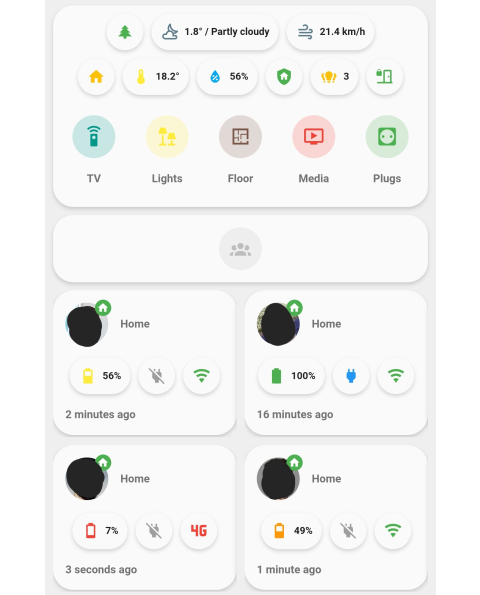 1.8° / Partly cloudy 21.4 km/h
18.2° 56% 3
TV Lights Floor Media Plugs
Home Home
56% 100%
2 minutes ago 16 minutes ago
Home Home
7% 4G 49%
3 seconds ago 1 minute ago